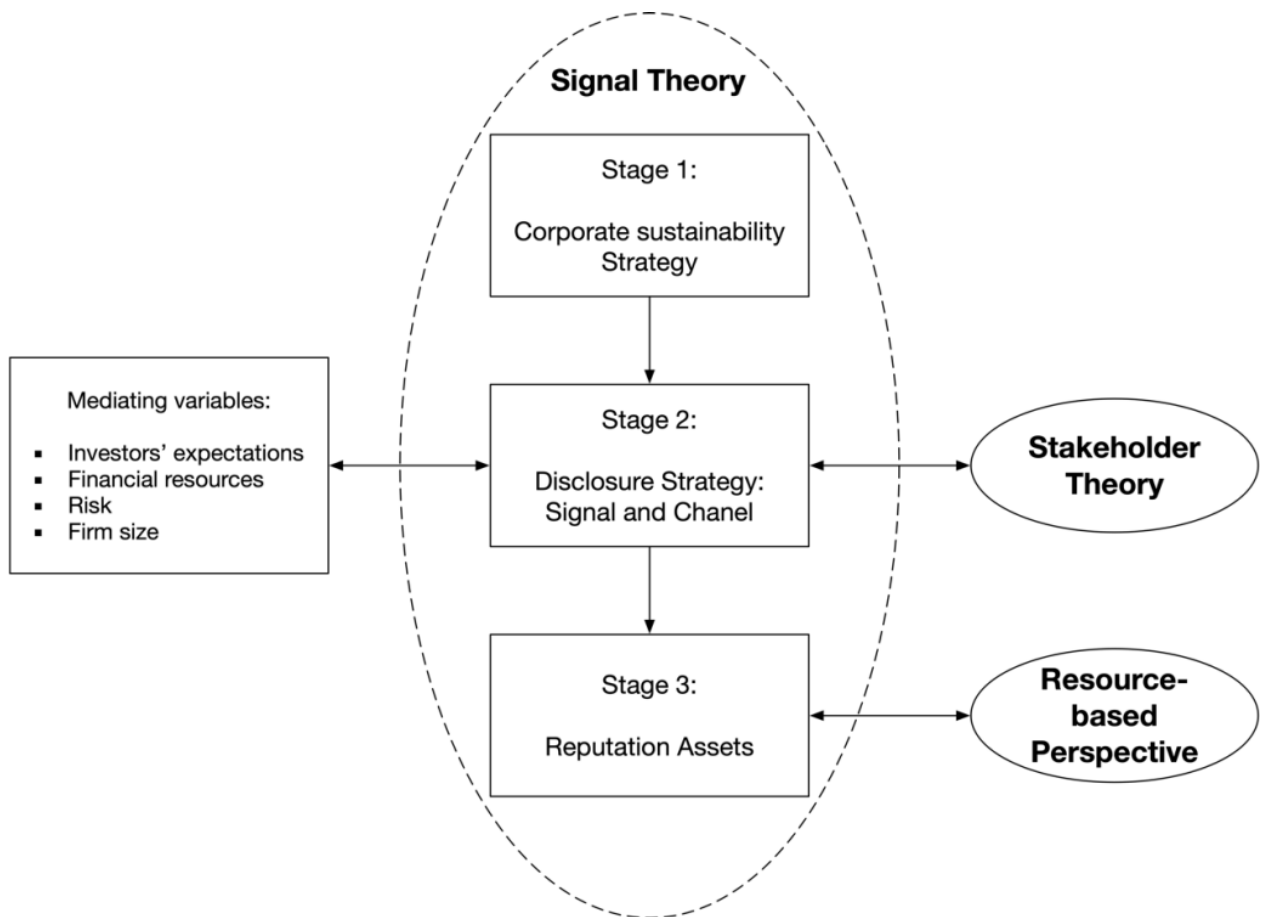 Signal Theory
Stage 1:
Corporate sustainability
Strategy
Mediating variables:
▪ Investors’ expectations
▪ Financial resources
▪ Risk
▪ Firm size
Stage 2:
Disclosure Strategy:
Signal and Chanel
Stakeholder
Theory
Stage 3:
Reputation Assets
Resource-
based
Perspective